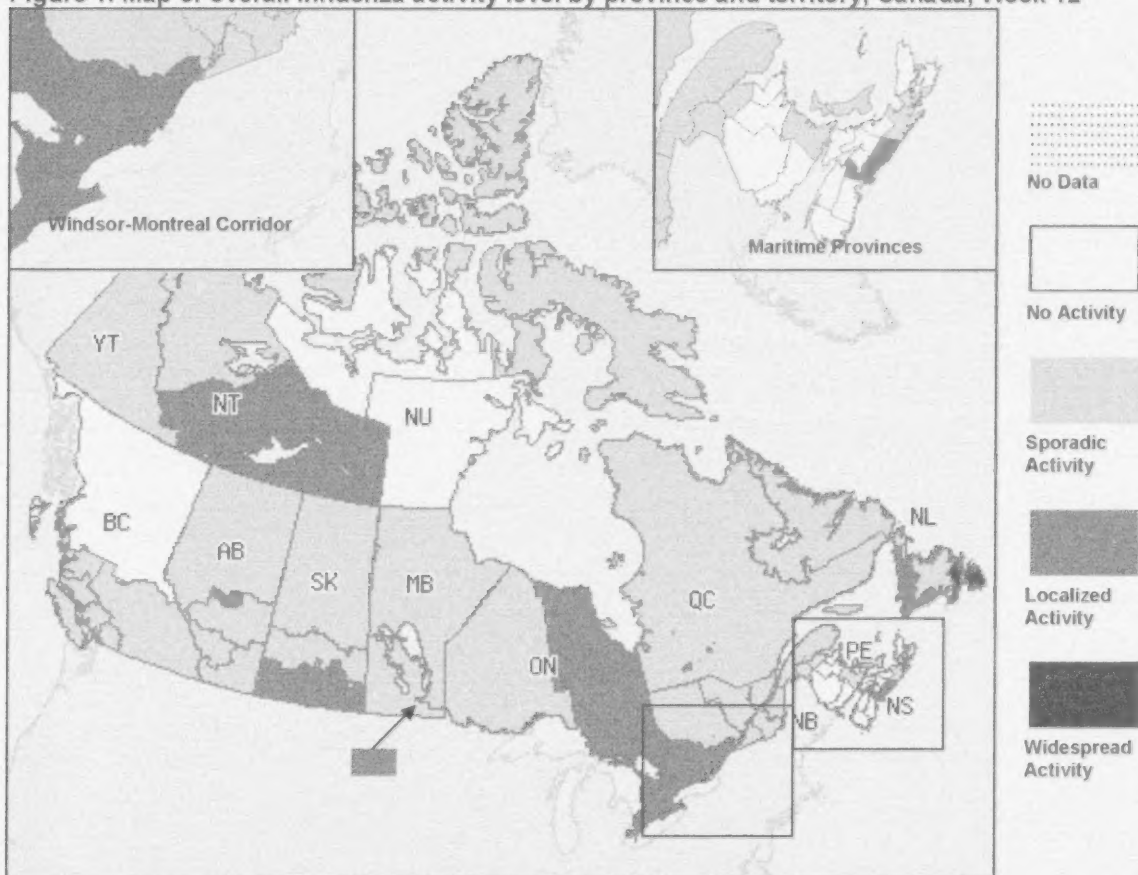 Figure 1. Map of overall influenza activity level by province and territory, Canada, Week 12
Windsor-Montreal Corridor
Maritime Provinces
No Data
No Activity
Sporadic
Activity
Localized
Activity
Widespread
Activity
YT
NT
NU
BC
AB
SK
MB
ON
QC
NL
PE
NB
NS